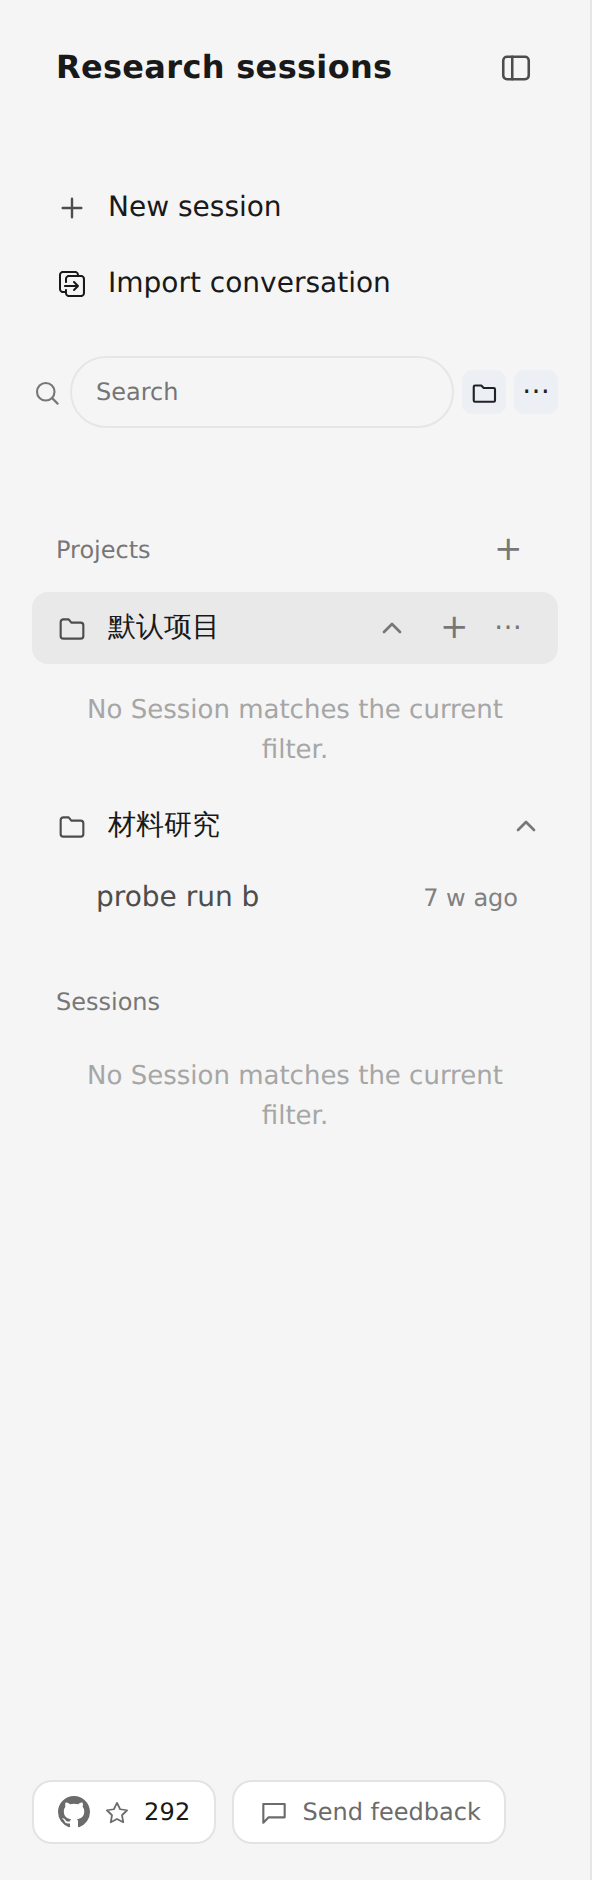 Research sessions
New session
Import conversation
Search
Projects
默认项目
No Session matches the current
filter.
材料研究
probe run b 7 w ago
Sessions
No Session matches the current
filter.
292 Send feedback